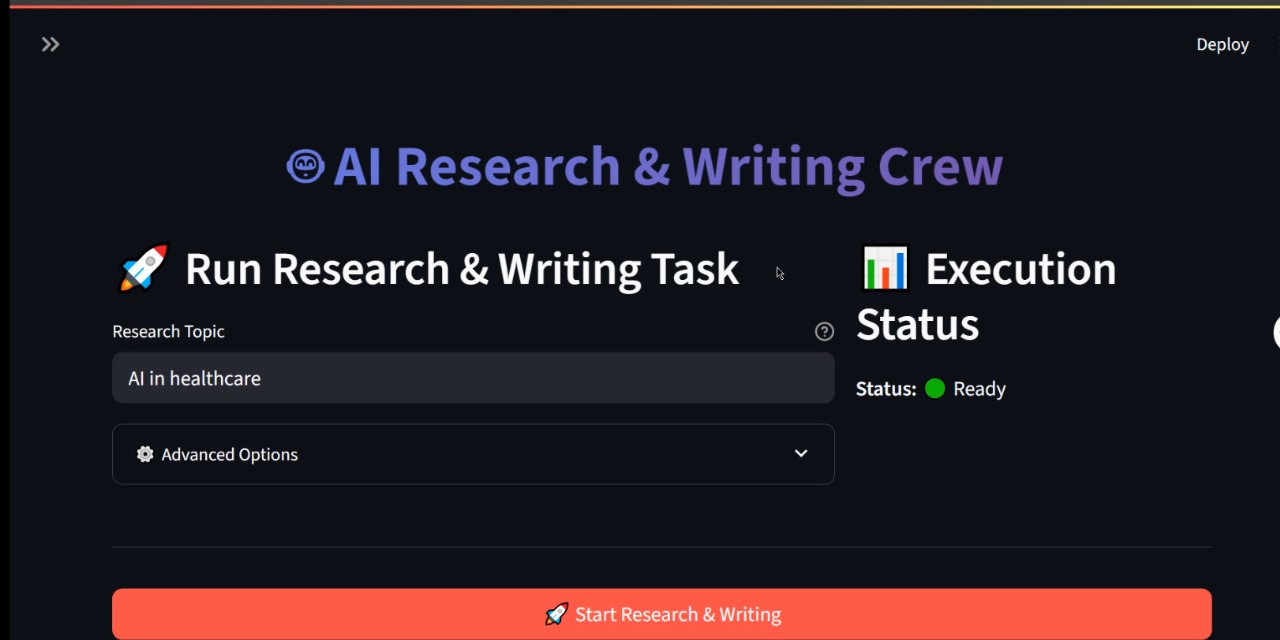 Deploy
AI Research & Writing Crew
Run Research & Writing Task
Research Topic
AI in healthcare
Advanced Options
Execution
Status
Status: Ready
Start Research & Writing